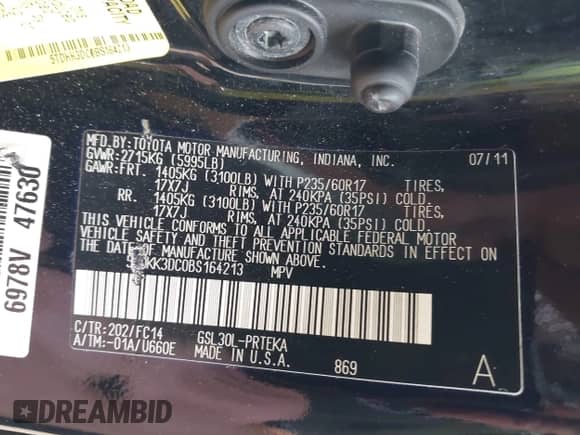 MFD.BY:TOYOTA MOTOR MANUFACTURING, INDIANA, INC. 07/11
GVWR:2715KG (5995LB)
GAWR:FRT. 1405KG (3100LB) WITH P235/60R17 TIRES,
17X7J RIMS, AT 240KPA (35PSI) COLD.
RR. 1405KG (3100LB) WITH P235/60R17 TIRES,
17X7J RIMS, AT 240KPA (35PSI) COLD.
THIS VEHICLE CONFORMS TO ALL APPLICABLE FEDERAL MOTOR
VEHICLE SAFETY AND THEFT PREVENTION STANDARDS IN EFFECT ON
THE DATE OF MANUFACTURE SHOWN ABOVE.
KK3DC0BS164213 MPV
C/TR:202/FC14 GSL30L-PRTEKA
A/TM:-01A/U660E MADE IN U.S.A. 869 A
6978V 47630
DREAMBID.COM